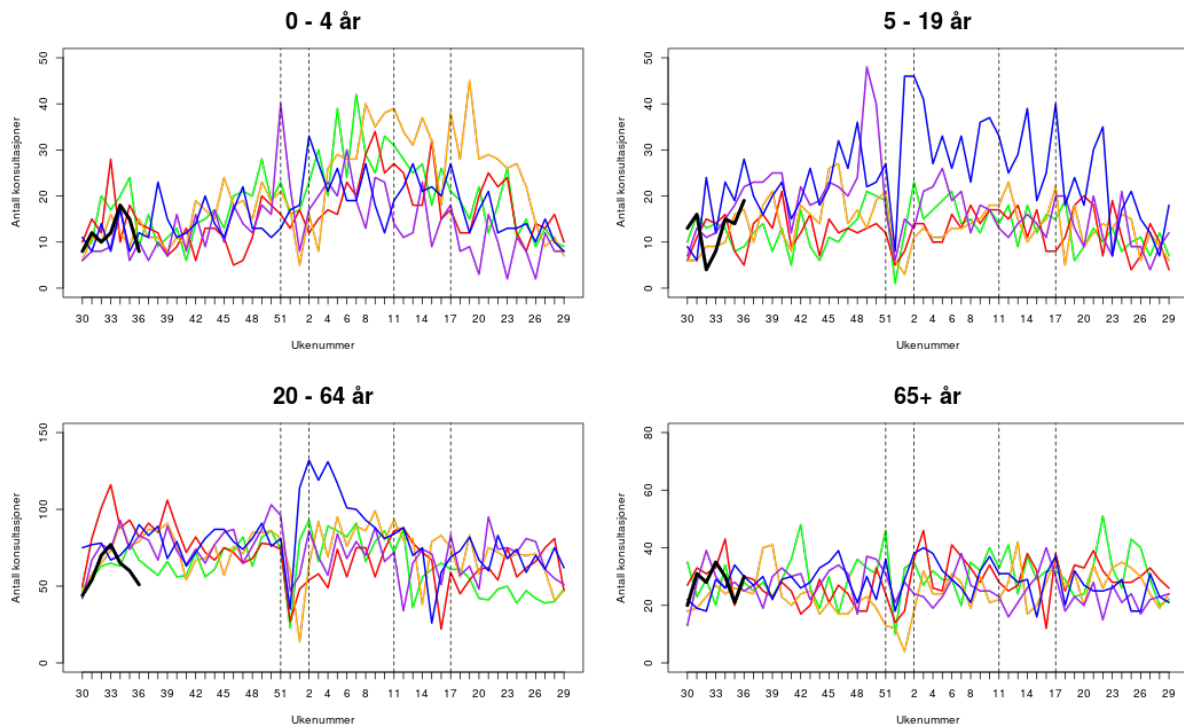 0 - 4 år
Antall konsultasjoner
0 10 20 30 40 50
30 33 36 39 42 45 48 51 2 4 6 8 11 14 17 20 23 26 29
Ukenummer
5 - 19 år
Antall konsultasjoner
0 10 20 30 40 50
30 33 36 39 42 45 48 51 2 4 6 8 11 14 17 20 23 26 29
Ukenummer
20 - 64 år
Antall konsultasjoner
0 50 100 150
30 33 36 39 42 45 48 51 2 4 6 8 11 14 17 20 23 26 29
Ukenummer
65+ år
Antall konsultasjoner
0 20 40 60 80
30 33 36 39 42 45 48 51 2 4 6 8 11 14 17 20 23 26 29
Ukenummer